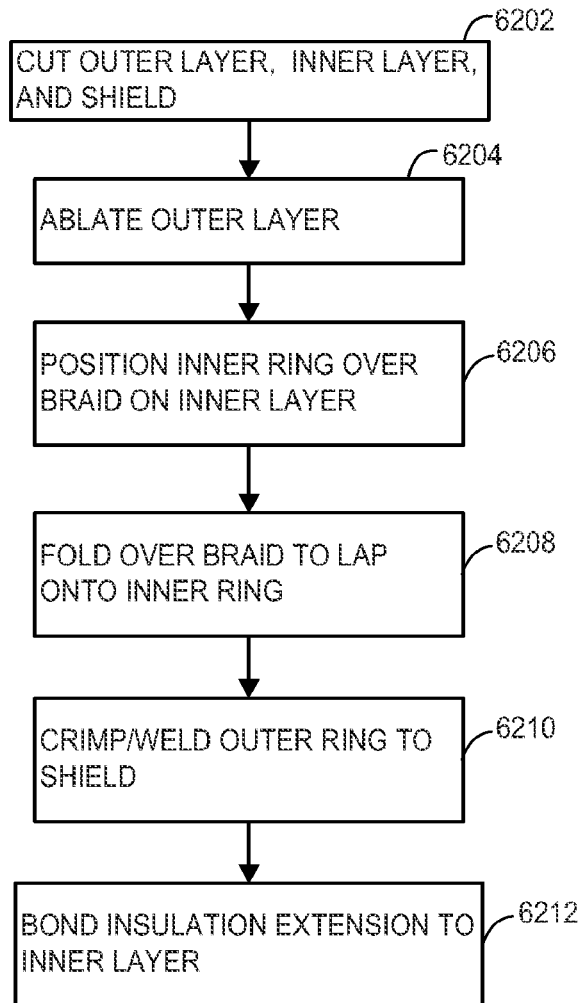 6202
CUT OUTER LAYER, INNER LAYER,
AND SHIELD
6204
ABLATE OUTER LAYER
6206
POSITION INNER RING OVER
BRAID ON INNER LAYER
6208
FOLD OVER BRAID TO LAP
ONTO INNER RING
6210
CRIMP/WELD OUTER RING TO
SHIELD
6212
BOND INSULATION EXTENSION TO
INNER LAYER